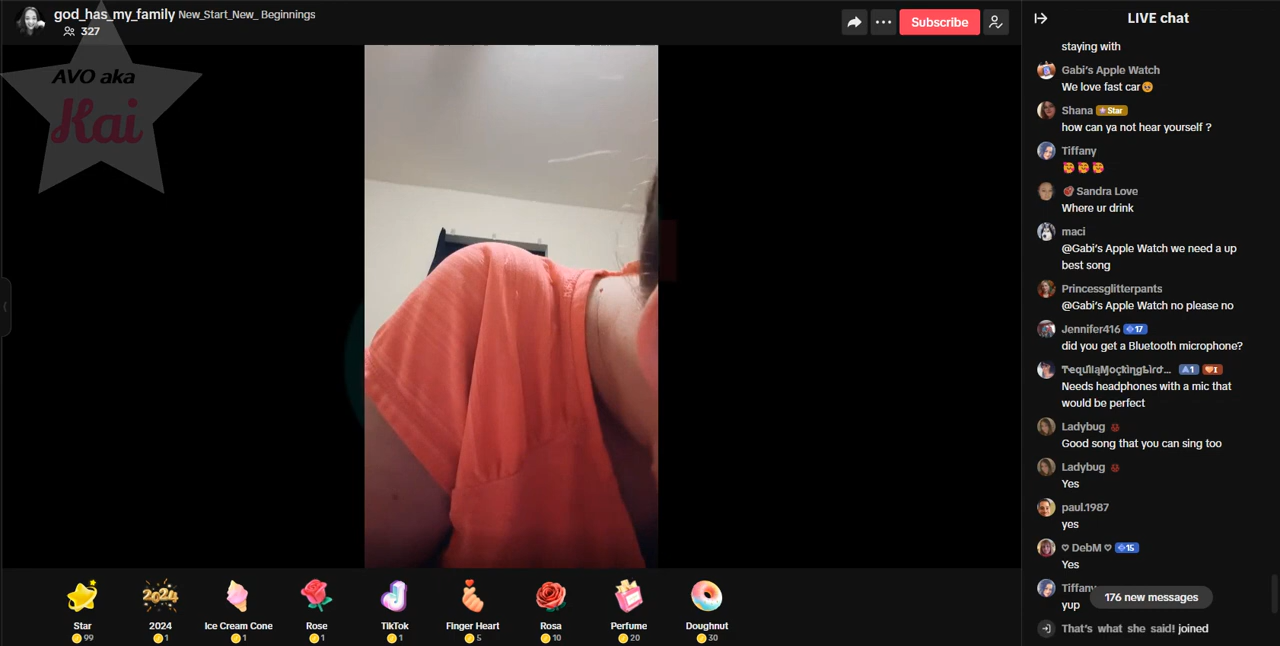 god_has_my_family New_Start_New_ Beginnings
327
Subscribe
LIVE chat
AVO aka
Kai
staying with
Gabi's Apple Watch
We love fast car
Shana Star
how can ya not hear yourself ?
Tiffany
Sandra Love
Where ur drink
maci
@Gabi's Apple Watch we need a up
best song
Princessglitterpants
@Gabi's Apple Watch no please no
Jennifer416 17
did you get a Bluetooth microphone?
1 I
Needs headphones with a mic that
would be perfect
Ladybug
Good song that you can sing too
Ladybug
Yes
paul.1987
yes
♡ DebM ♡ 15
Yes
Tiffany
yup
176 new messages
That's what she said! joined
Star
99
2024
1
Ice Cream Cone
1
Rose
1
TikTok
1
Finger Heart
5
Rosa
10
Perfume
20
Doughnut
30